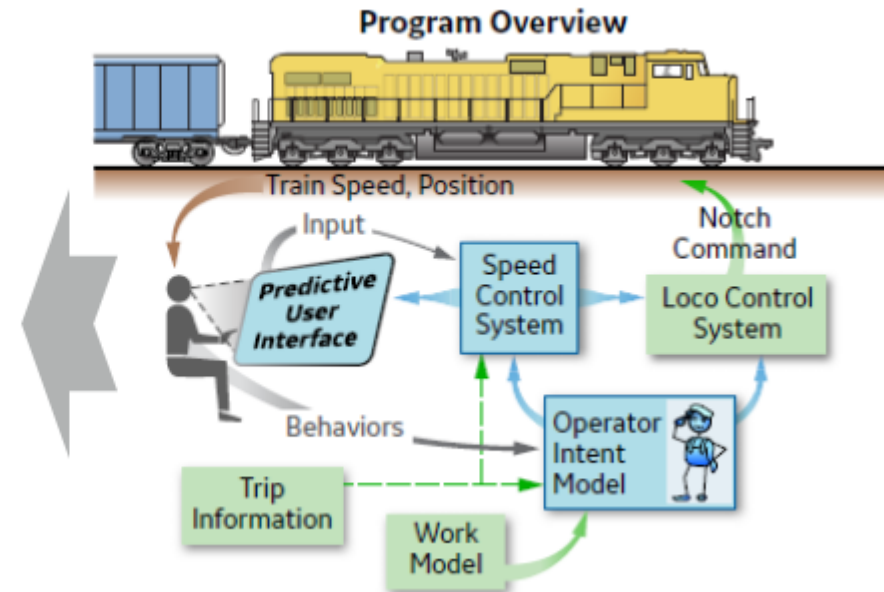 Program Overview
Train Speed, Position
Input
Notch
Command
Predictive
User
Interface
Speed
Control
System
Loco Control
System
Behaviors
Operator
Intent
Model
Trip
Information
Work
Model